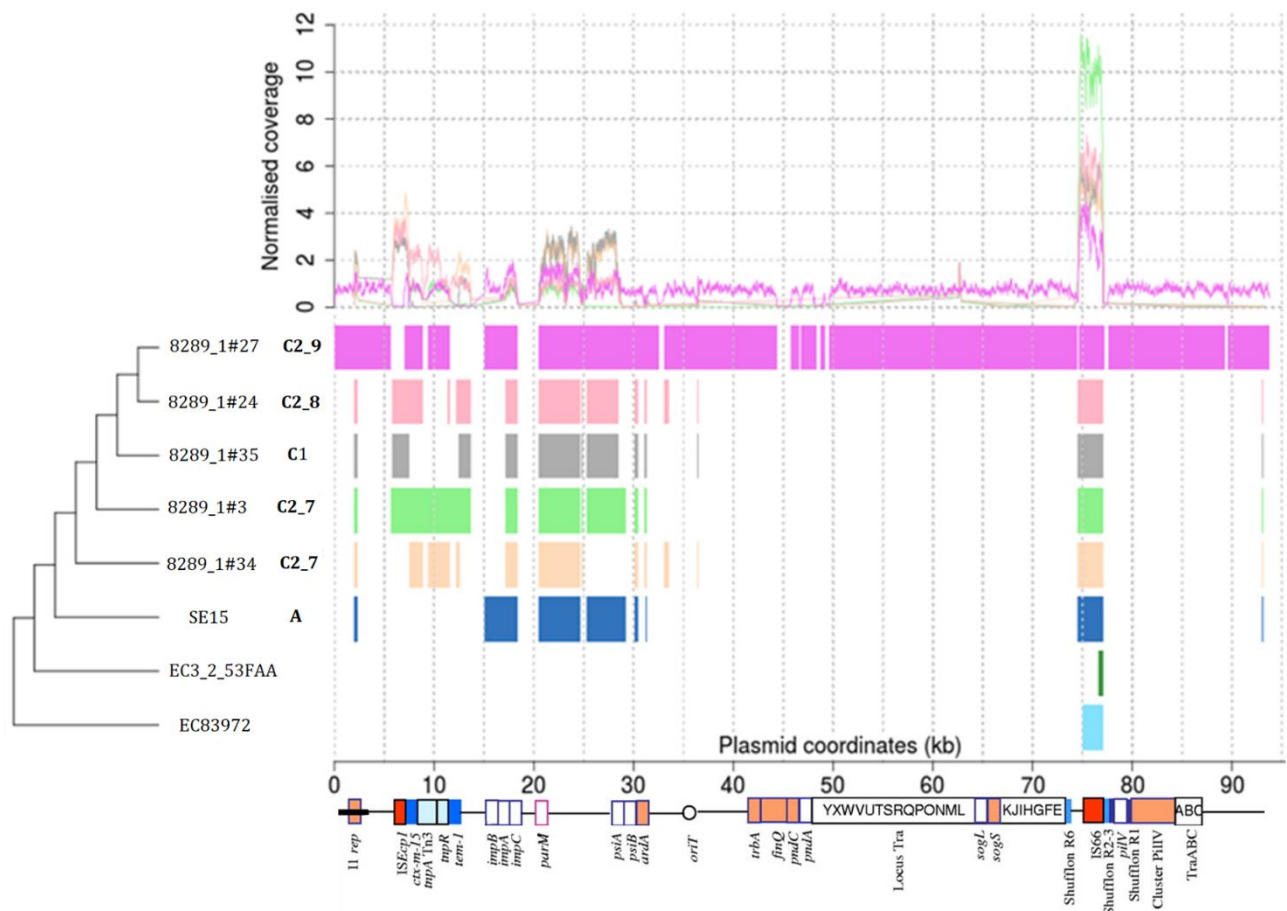 12
10
8
6
4
2
0
Normalised coverage
8289_1#27 C2_9
8289_1#24 C2_8
8289_1#35 C1
8289_1#3 C2_7
8289_1#34 C2_7
SE15 A
EC3_2_53FAA
EC83972
Plasmid coordinates (kb)
0 10 20 30 40 50 60 70 80 90
YXWVUTSRQPONML
KJIHGFE
ABC
I1 rep
ISEcp1
ctx-m-15
tnpA Tn3
tnpR
tem-1
impB
impA
impC
parM
psiA
psiB
ardA
oriT
trbA
finQ
pndC
pndA
Locus Tra
sogL
sogS
Shufflon R6
IS66
Shufflon R2-3
pilV
Shufflon R1
Cluster PilIV
TraABC